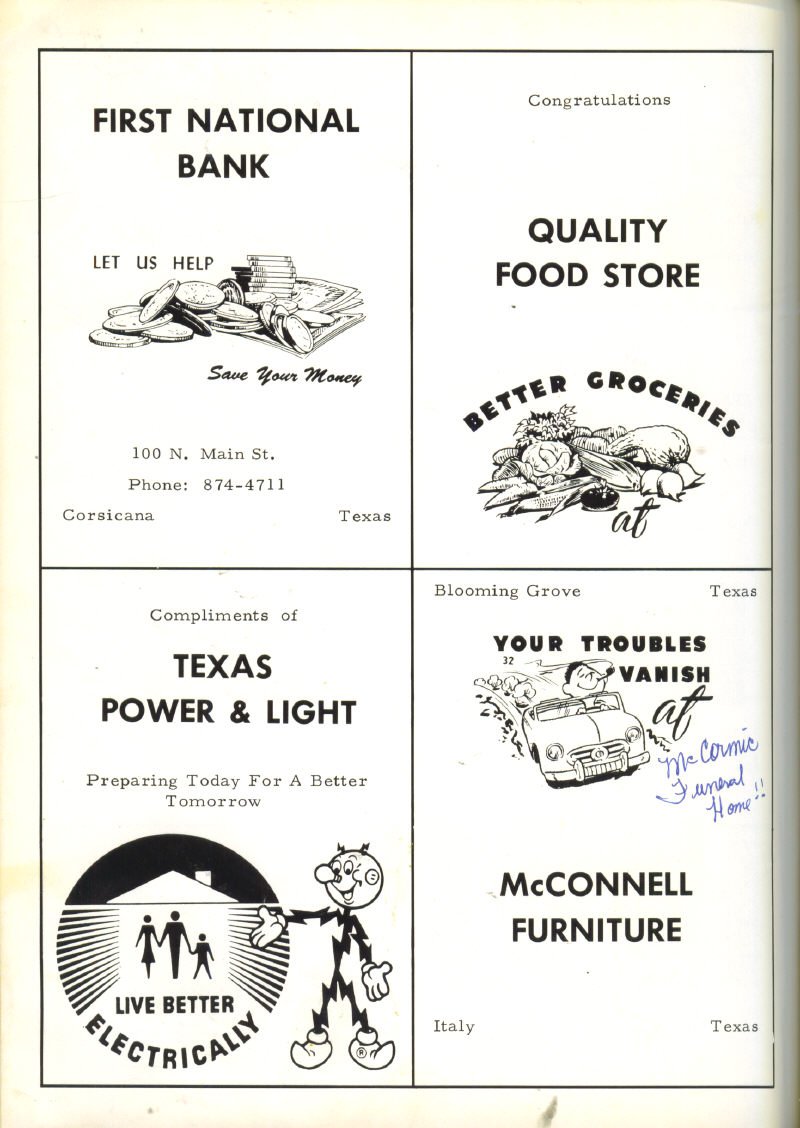 FIRST NATIONAL
BANK
LET US HELP
Save Your Money
100 N. Main St.
Phone: 874-4711
Corsicana Texas
Congratulations
QUALITY
FOOD STORE
BETTER GROCERIES
at
Blooming Grove Texas
Compliments of
TEXAS
POWER & LIGHT
Preparing Today For A Better
Tomorrow
LIVE BETTER
ELECTRICALLY
®
YOUR TROUBLES
32
VANISH
at
McCormic
Funeral
Home!!
McCONNELL
FURNITURE
Italy Texas